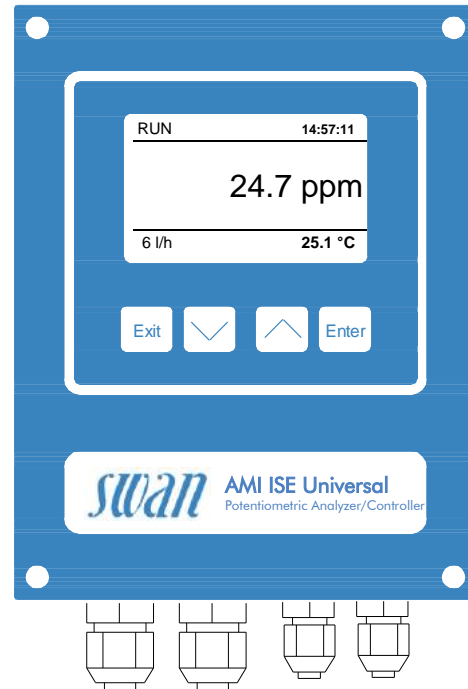 RUN 14:57:11
24.7 ppm
6 l/h 25.1 °C
Exit Enter
swan AMI ISE Universal
Potentiometric Analyzer/Controller